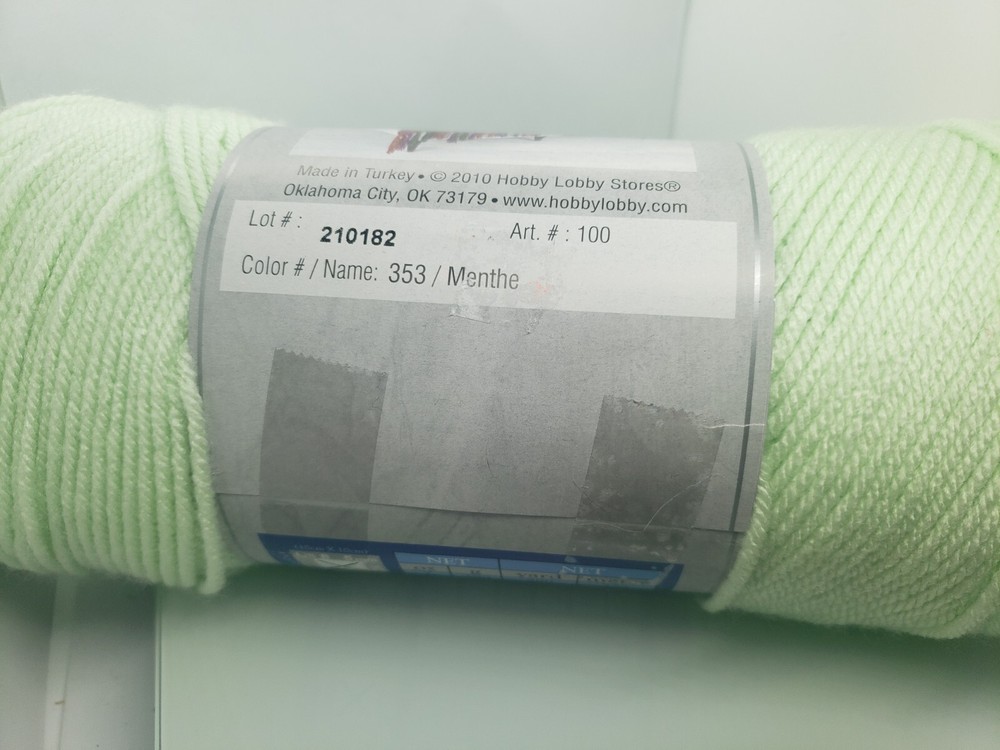 Made in Turkey • © 2010 Hobby Lobby Stores®
Oklahoma City, OK 73179 • www.hobbylobby.com
Lot # : 210182 Art. # : 100
Color # / Name: 353 / Menthe
NET NET